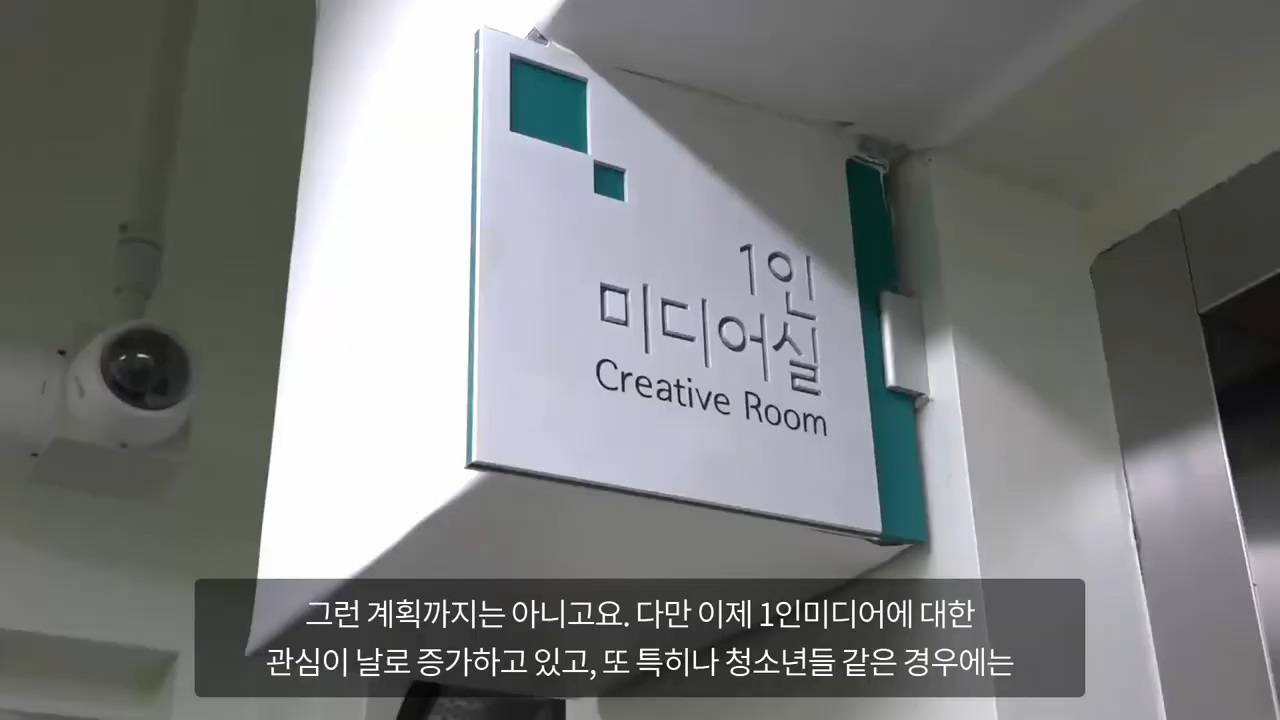 1인
미디어실
Creative Room
그런 계획까지는 아니고요. 다만 이제 1인미디어에 대한
관심이 날로 증가하고 있고, 또 특히나 청소년들 같은 경우에는